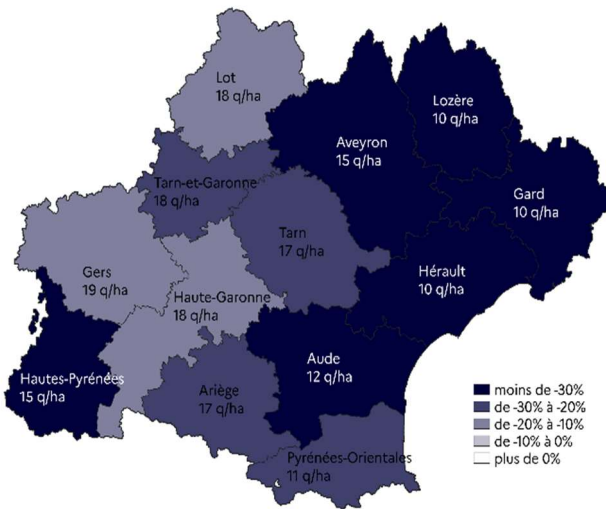 Lot
18 q/ha
Lozère
10 q/ha
Aveyron
15 q/ha
Tarn-et-Garonne
18 q/ha
Gard
10 q/ha
Tarn
17 q/ha
Gers
19 q/ha
Hérault
10 q/ha
Haute-Garonne
18 q/ha
Aude
12 q/ha
Hautes-Pyrénées
15 q/ha
Ariège
17 q/ha
Pyrénées-Orientales
11 q/ha
moins de -30%
de -30% à -20%
de -20% à -10%
de -10% à 0%
plus de 0%